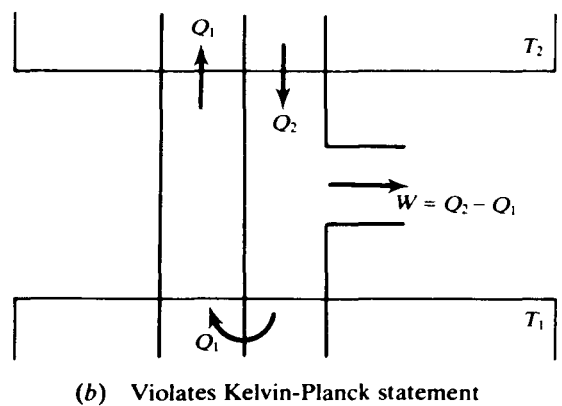 Q₁
T₂
Q₂
W = Q₂ − Q₁
T₁
Q₁
(b) Violates Kelvin-Planck statement